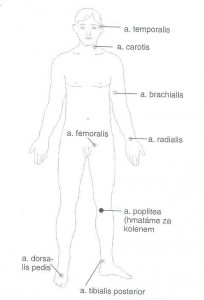 a. temporalis
a. carotis
a. brachialis
a. femoralis
a. radialis
a. poplitea
(hmatáme za
kolenem
a. dorsa-
lis pedis
a. tibialis posterior